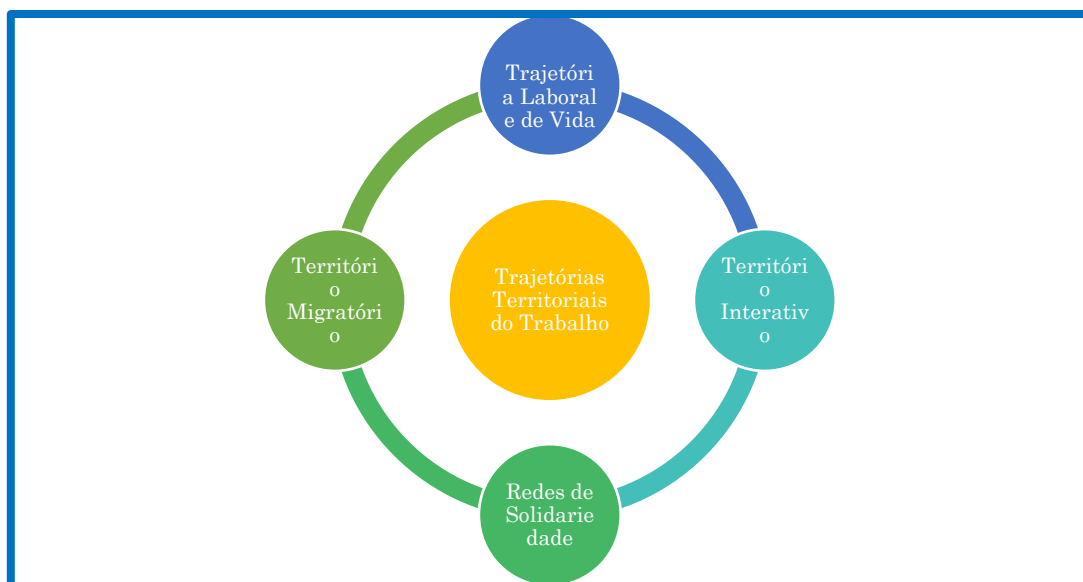 Trajetóri
a Laboral
e de Vida
Territóri
o
Migratóri
o
Trajetórias
Territoriais
do Trabalho
Territóri
o
Interativ
o
Redes de
Solidarie
dade